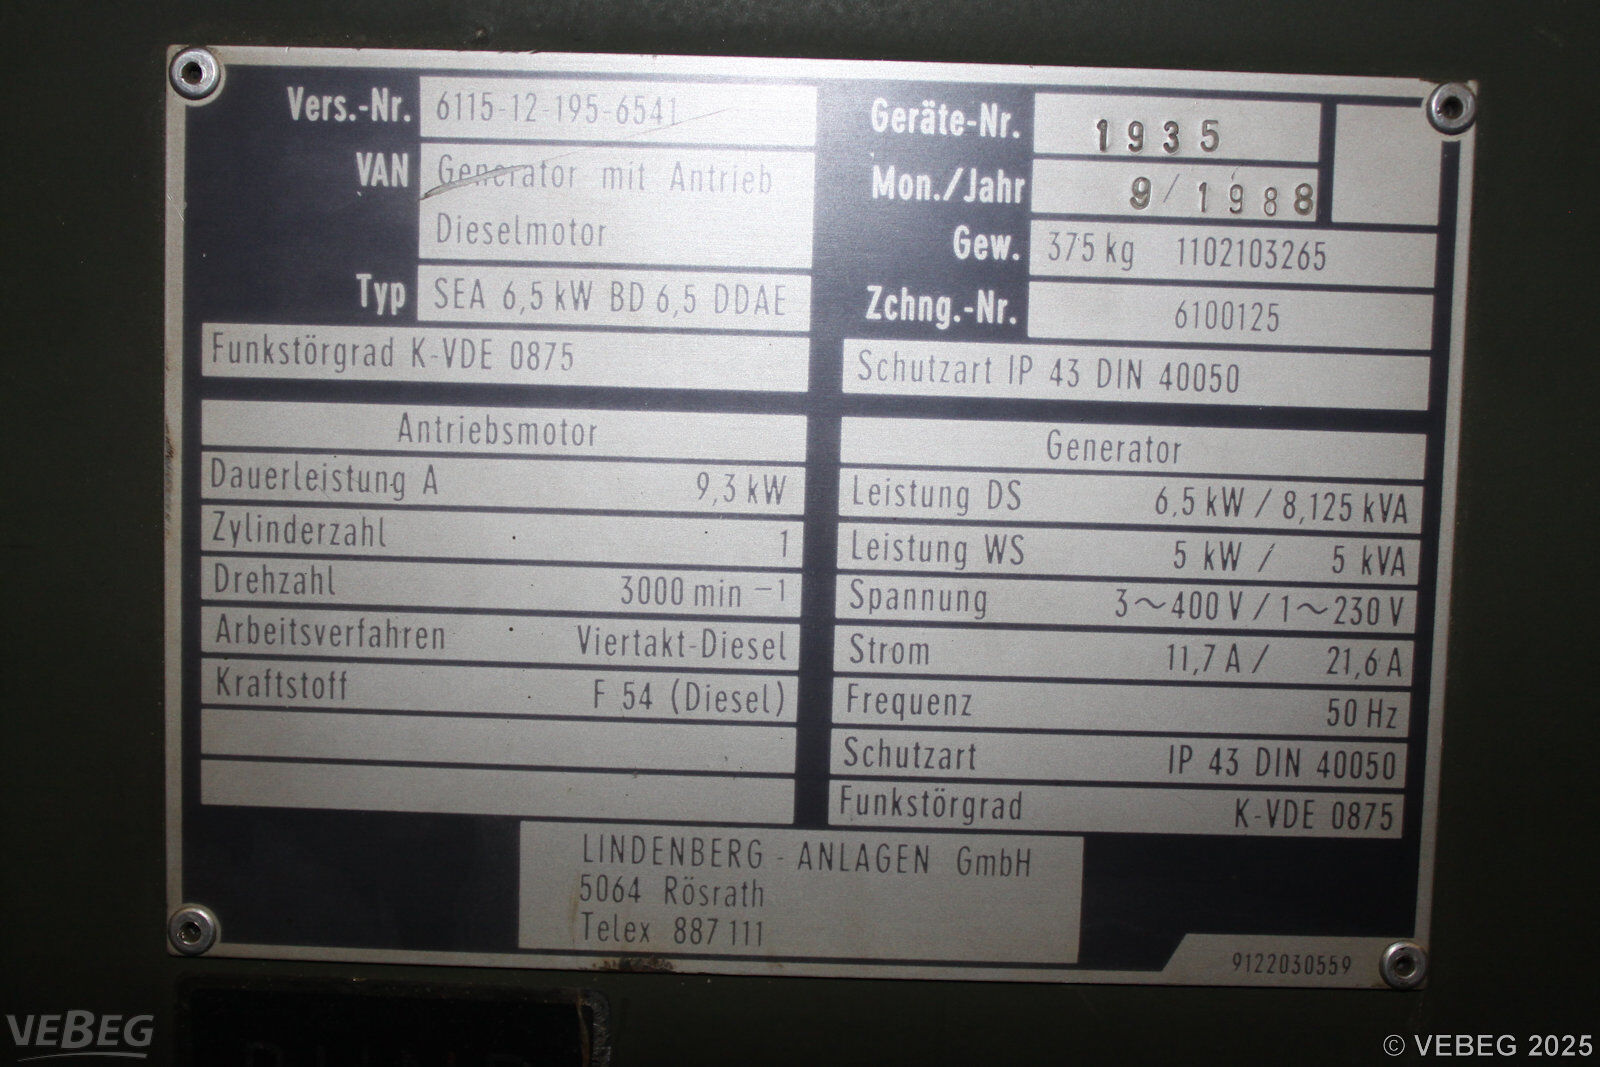 Vers.-Nr. 6115-12-195-6541
VAN Generator mit Antrieb
Dieselmotor
Typ SEA 6,5 kW BD 6,5 DDAE
Funkstörgrad K-VDE 0875
Geräte-Nr. 1935
Mon./Jahr 9/1988
Gew. 375 kg 1102103265
Zchng.-Nr. 6100125
Schutzart IP 43 DIN 40050
Antriebsmotor
Dauerleistung A 9,3 kW
Zylinderzahl 1
Drehzahl 3000 min -1
Arbeitsverfahren Viertakt-Diesel
Kraftstoff F 54 (Diesel)
Generator
Leistung DS 6,5 kW / 8,125 kVA
Leistung WS 5 kW / 5 kVA
Spannung 3~400 V / 1~230 V
Strom 11,7 A / 21,6 A
Frequenz 50 Hz
Schutzart IP 43 DIN 40050
Funkstörgrad K-VDE 0875
LINDENBERG - ANLAGEN GmbH
5064 Rösrath
Telex 887 111
9122030559
VEBEG
© VEBEG 2025